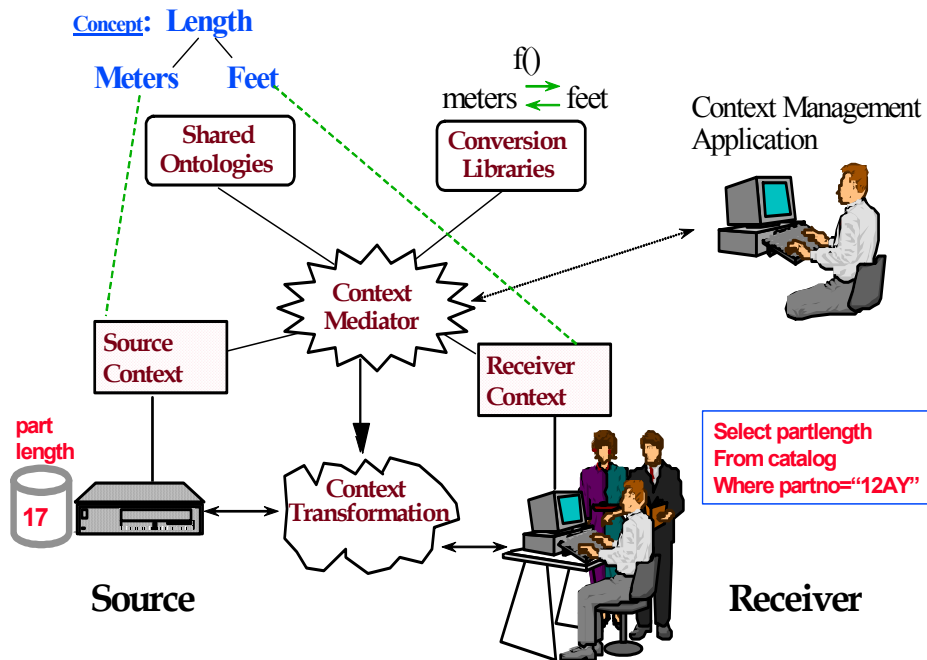 Concept: Length
Meters Feet
f()
meters feet
Shared
Ontologies
Conversion
Libraries
Context Management
Application
Context
Mediator
Source
Context
Receiver
Context
part
length
17
Context
Transformation
Select partlength
From catalog
Where partno=“12AY”
Source
Receiver